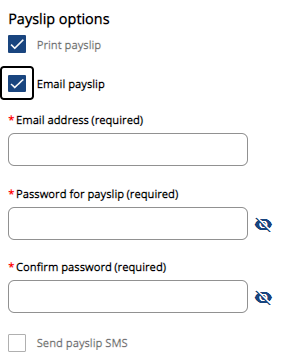 Payslip options
Print payslip
Email payslip
*Email address (required)
*Password for payslip (required)
*Confirm password (required)
Send payslip SMS